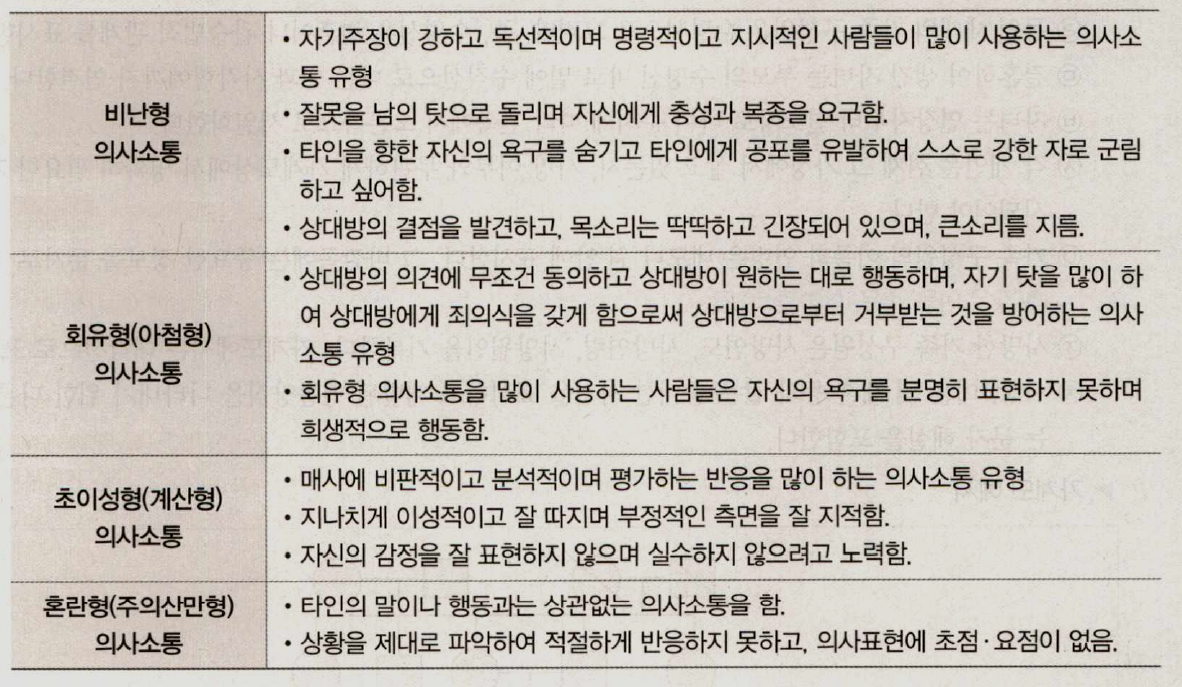 비난형
의사소통
• 자기주장이 강하고 독선적이며 명령적이고 지시적인 사람들이 많이 사용하는 의사소
통 유형
• 잘못을 남의 탓으로 돌리며 자신에게 충성과 복종을 요구함.
• 타인을 향한 자신의 욕구를 숨기고 타인에게 공포를 유발하여 스스로 강한 자로 군림
하고 싶어함.
• 상대방의 결점을 발견하고, 목소리는 딱딱하고 긴장되어 있으며, 큰소리를 지름.
회유형(아첨형)
의사소통
• 상대방의 의견에 무조건 동의하고 상대방이 원하는 대로 행동하며, 자기 탓을 많이 하
여 상대방에게 죄의식을 갖게 함으로써 상대방으로부터 거부받는 것을 방어하는 의사
소통 유형
• 회유형 의사소통을 많이 사용하는 사람들은 자신의 욕구를 분명히 표현하지 못하며
희생적으로 행동함.
초이성형(계산형)
의사소통
• 매사에 비판적이고 분석적이며 평가하는 반응을 많이 하는 의사소통 유형
• 지나치게 이성적이고 잘 따지며 부정적인 측면을 잘 지적함.
• 자신의 감정을 잘 표현하지 않으며 실수하지 않으려고 노력함.
혼란형(주의산만형)
의사소통
• 타인의 말이나 행동과는 상관없는 의사소통을 함.
• 상황을 제대로 파악하여 적절하게 반응하지 못하고, 의사표현에 초점·요점이 없음.